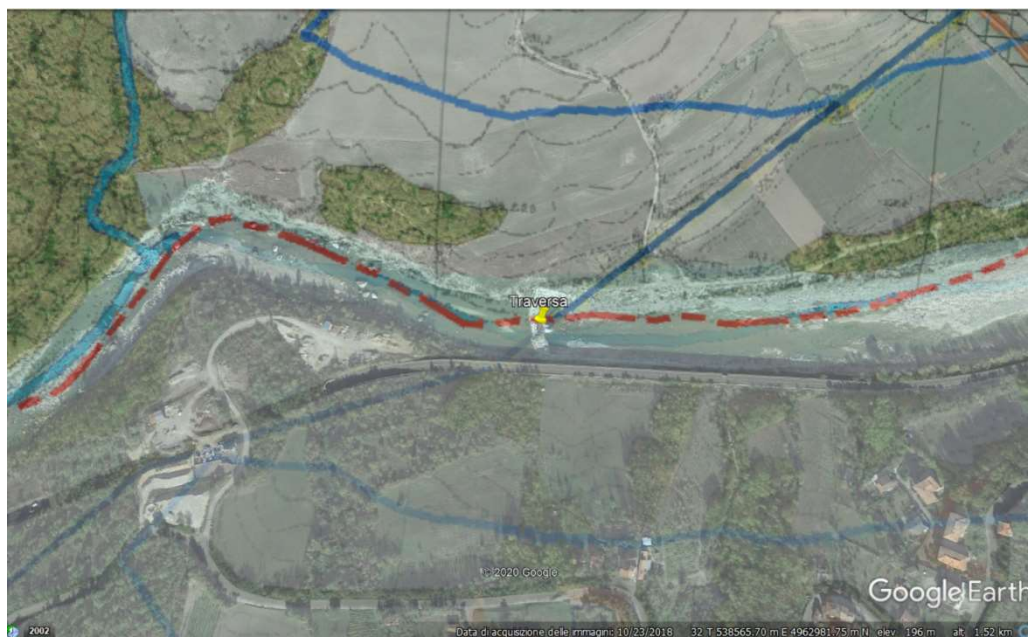 Traversa
© 2020 Google
Google Earth
2002
Data di acquisizione delle immagini: 10/23/2018 32 T 538565.70 m E 4962981.75 m N elev 196 m alt 1.52 km